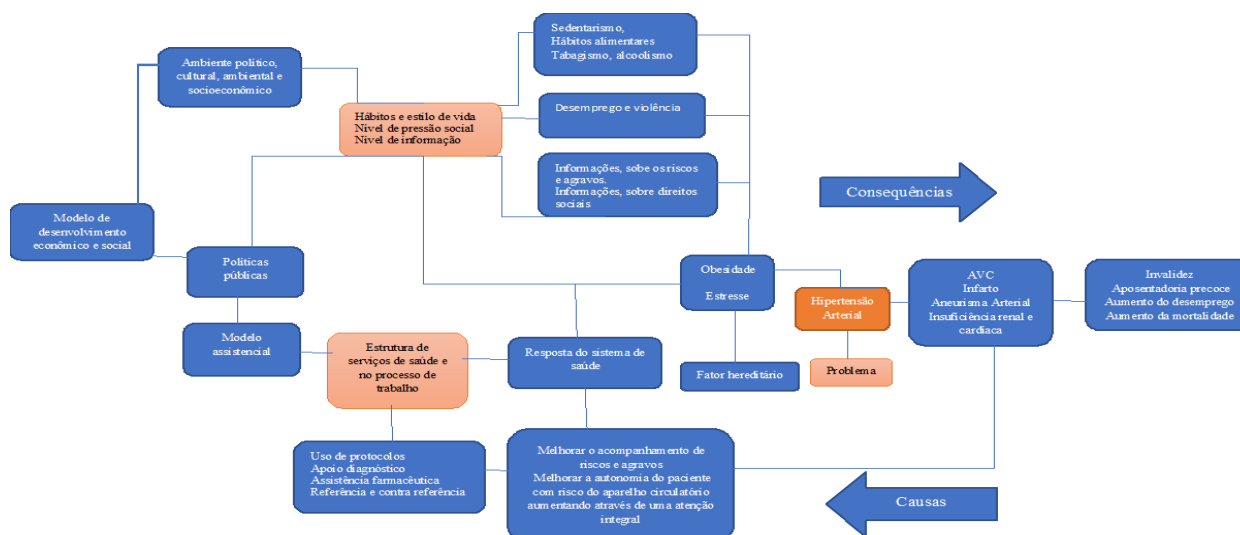 Sedentarismo,
Hábitos alimentares
Tabagismo, alcoolismo
Ambiente político,
cultural, ambiental e
socioeconômico
Hábitos e estilo de vida
Nivel de pressão social
Nivel de informação
Desemprego e violência
Informações, sobe os riscos
e agravos.
Informações, sobre direitos
sociais
Consequências
Modelo de
desenvolvimento
econômico e social
Políticas
públicas
Obesidade
Estresse
Hipertensão
Arterial
AVC
Infarto
Aneurisma Arterial
Insuficiência renal e
cardíaca
Invalidez
Aposentadoria precoce
Aumento do desemprego
Aumento da mortalidade
Modelo
assistencial
Estrutura de
serviços de saúde e
no processo de
trabalho
Resposta do sistema de
saúde
Fator hereditário
Problema
Uso de protocolos
Apoio diagnóstico
Assistência farmacêutica
Referência e contra referência
Melhorar o acompanhamento de
riscos e agravos
Melhorar a autonomia do paciente
com risco do aparelho circulatório
aumentando através de uma atenção
integral
Causas